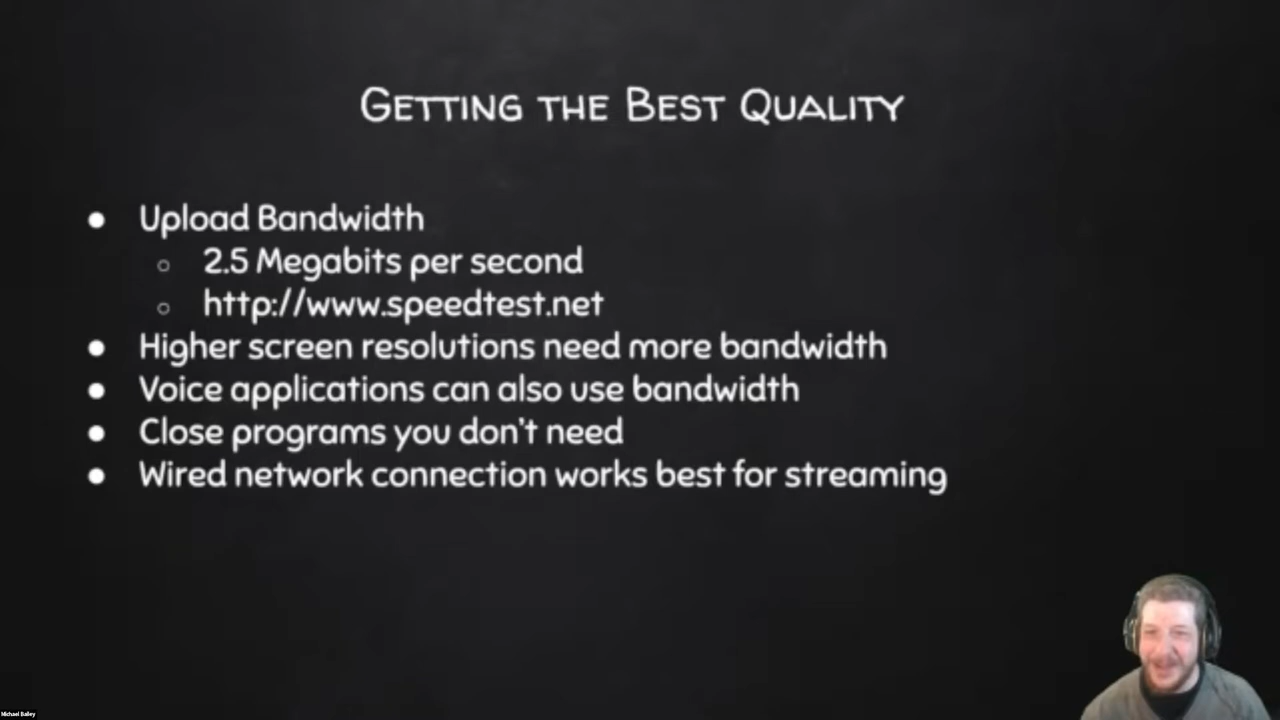 Getting the Best Quality
● Upload Bandwidth
○ 2.5 Megabits per second
○ http://www.speedtest.net
● Higher screen resolutions need more bandwidth
● Voice applications can also use bandwidth
● Close programs you don't need
● Wired network connection works best for streaming
Michael Bailey